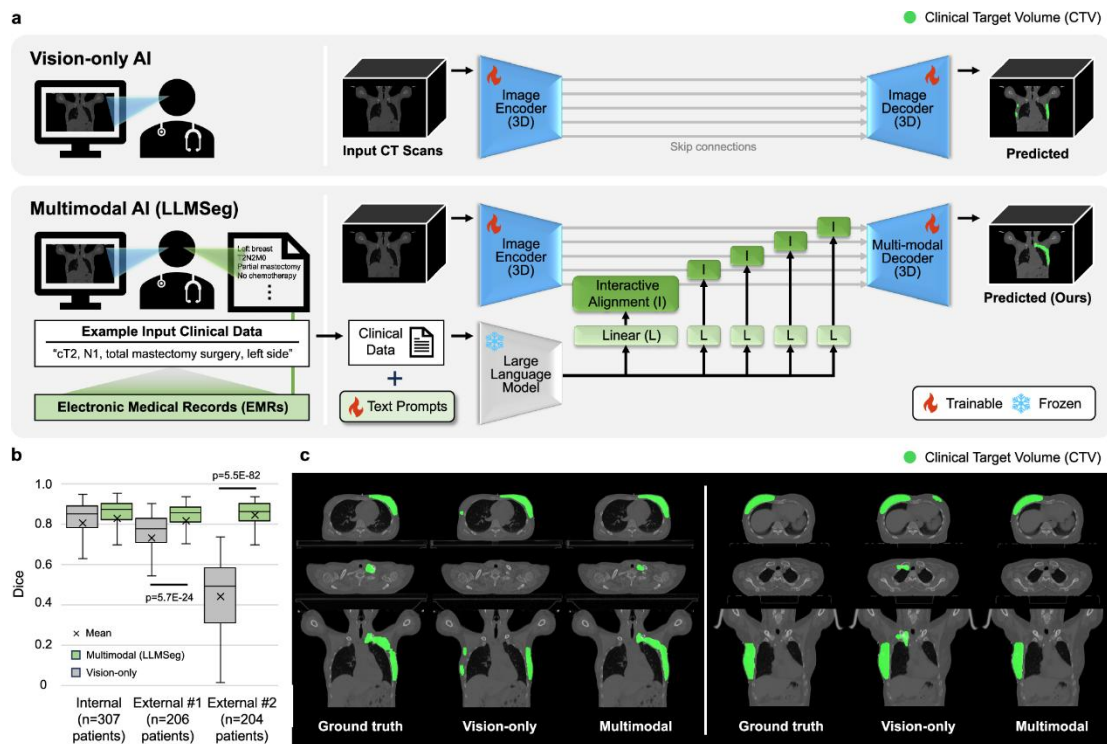 a
Clinical Target Volume (CTV)
Vision-only AI
Input CT Scans
Image
Encoder
(3D)
Skip connections
Image
Decoder
(3D)
Predicted
Multimodal AI (LLMSeg)
Left breast
T2N2M0
Partial mastectomy
No chemotherapy
⋮
Example Input Clinical Data
"cT2, N1, total mastectomy surgery, left side"
Electronic Medical Records (EMRs)
Clinical
Data
+
Text Prompts
Image
Encoder
(3D)
Large
Language
Model
Interactive
Alignment (I)
I
I
I
I
Linear (L)
L
L
L
L
Multi-modal
Decoder
(3D)
Predicted (Ours)
Trainable
Frozen
b
Dice
1.0
0.8
0.6
0.4
0.2
0
p=5.5E-82
p=5.7E-24
× Mean
Multimodal (LLMSeg)
Vision-only
Internal
(n=307
patients)
External #1
(n=206
patients)
External #2
(n=204
patients)
c
Clinical Target Volume (CTV)
Ground truth
Vision-only
Multimodal
Ground truth
Vision-only
Multimodal